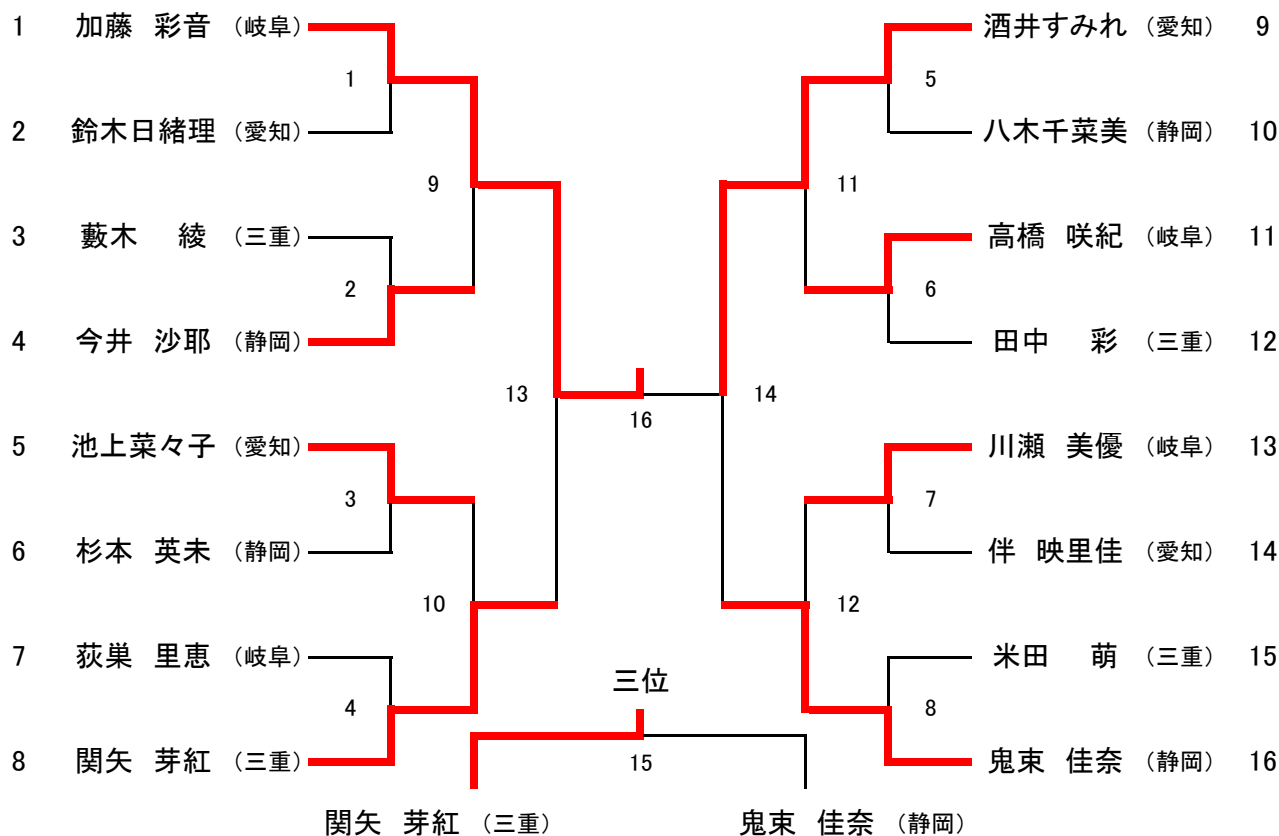 1 加藤 彩音 （岐阜） 酒井すみれ （愛知） 9
1 5
2 鈴木日緒理 （愛知） 八木千菜美 （静岡） 10
9 11
3 藪木 綾 （三重） 高橋 咲紀 （岐阜） 11
2 6
4 今井 沙耶 （静岡） 田中 彩 （三重） 12
13 14
16
5 池上菜々子 （愛知） 川瀬 美優 （岐阜） 13
3 7
6 杉本 英未 （静岡） 伴 映里佳 （愛知） 14
10 12
7 荻巣 里恵 （岐阜） 米田 萌 （三重） 15
三位
4 8
8 関矢 芽紅 （三重） 15 鬼束 佳奈 （静岡） 16
関矢 芽紅 （三重） 鬼束 佳奈 （静岡）